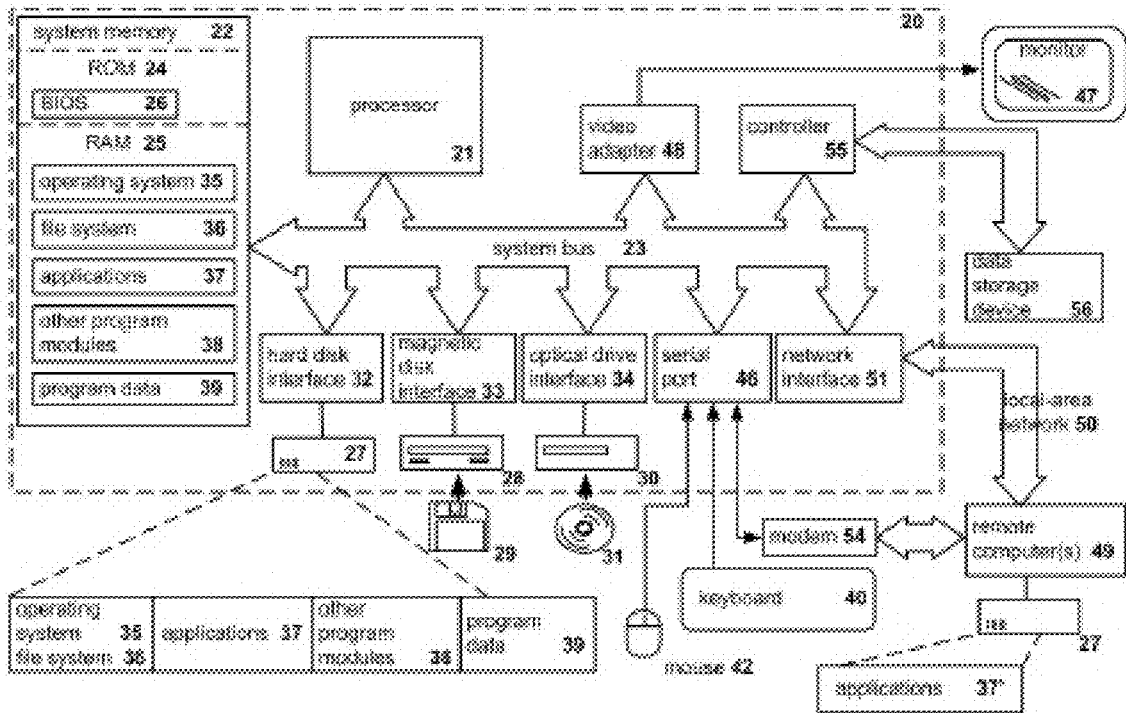 20
system memory 22
ROM 24
BIOS 26
RAM 25
operating system 35
file system 36
applications 37
other program
modules 38
program data 39
processor
21
video
adapter 48
controller
55
monitor
47
system bus 23
data
storage
device 56
hard disk
interface 32
magnetic
disk
interface 33
optical drive
interface 34
serial
port 46
network
interface 51
local-area
network 50
27
28
30
29
31
modem 54
remote
computer(s) 49
keyboard 40
mouse 42
27
operating
system 35
file system 36
applications 37
other
program
modules 38
program
data 39
applications 37'